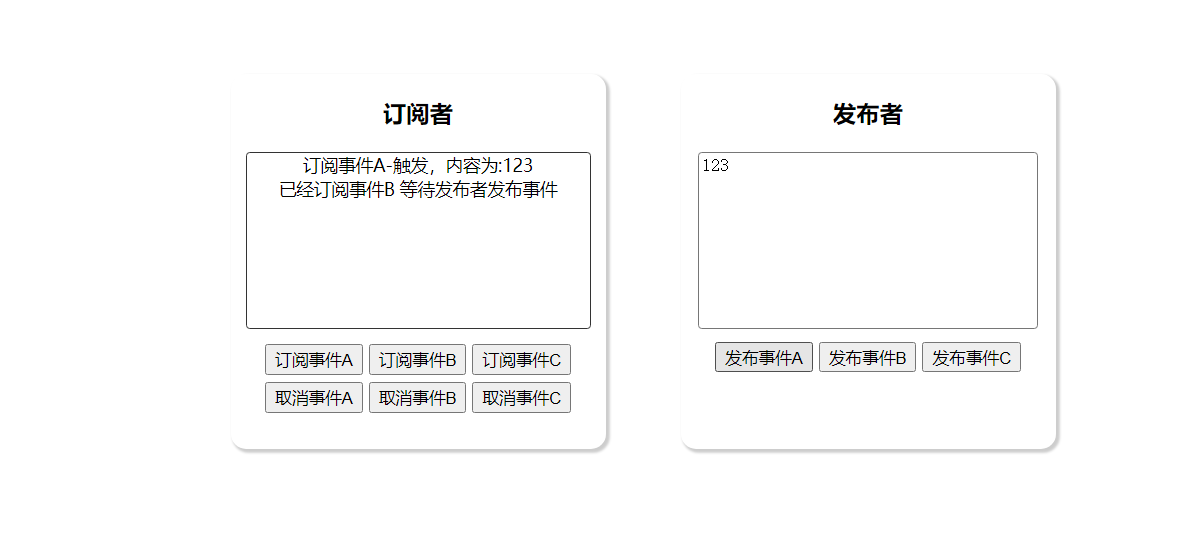 订阅者
订阅事件A-触发，内容为:123
已经订阅事件B 等待发布者发布事件
订阅事件A 订阅事件B 订阅事件C
取消事件A 取消事件B 取消事件C
发布者
123
发布事件A 发布事件B 发布事件C